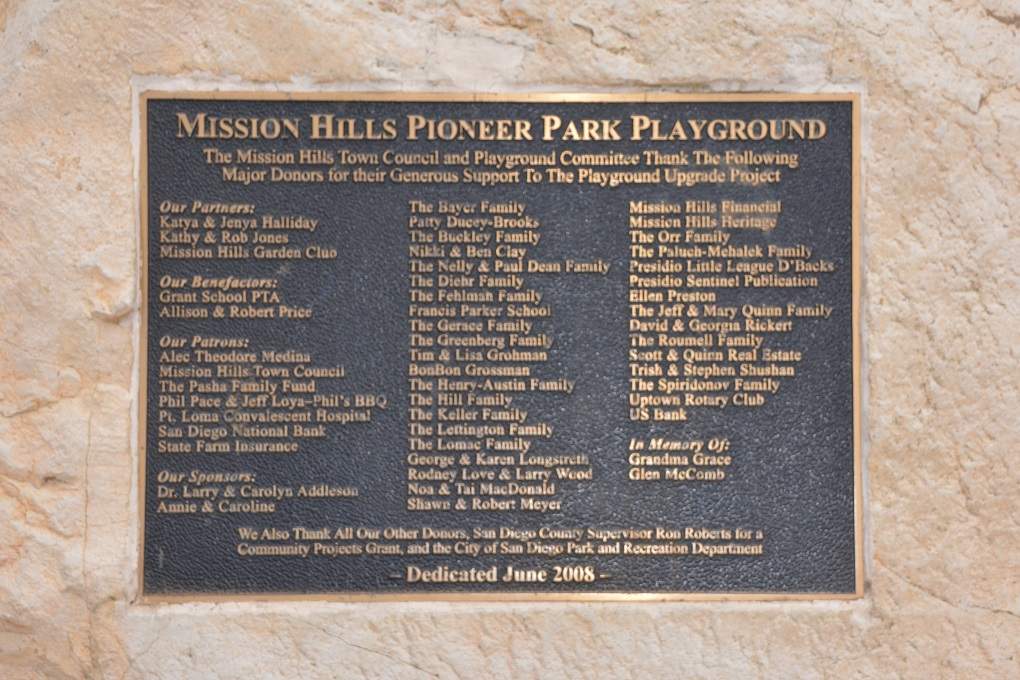 MISSION HILLS PIONEER PARK PLAYGROUND
The Mission Hills Town Council and Playground Committee Thank The Following
Major Donors for their Generous Support To The Playground Upgrade Project
Our Partners:
Katya & Jenya Halliday
Kathy & Rob Jones
Mission Hills Garden Club
Our Benefactors:
Grant School PTA
Allison & Robert Price
Our Patrons:
Alec Theodore Medina
Mission Hills Town Council
The Pasha Family Fund
Phil Pace & Jeff Loya–Phil's BBQ
Pt. Loma Convalescent Hospital
San Diego National Bank
State Farm Insurance
Our Sponsors:
Dr. Larry & Carolyn Addleson
Annie & Caroline
The Bayer Family
Patty Ducey-Brooks
The Buckley Family
Nikki & Ben Clay
The Nelly & Paul Dean Family
The Diehr Family
The Fehlman Family
Francis Parker School
The Gerace Family
The Greenberg Family
Tim & Lisa Grohman
BonBon Grossman
The Henry-Austin Family
The Hill Family
The Keller Family
The Lettington Family
The Lomac Family
George & Karen Longstreth
Rodney Love & Larry Wood
Noa & Tai MacDonald
Shawn & Robert Meyer
Mission Hills Financial
Mission Hills Heritage
The Orr Family
The Paluch-Mehalek Family
Presidio Little League D'Backs
Presidio Sentinel Publication
Ellen Preston
The Jeff & Mary Quinn Family
David & Georgia Rickert
The Roumell Family
Scott & Quinn Real Estate
Trish & Stephen Shushan
The Spiridonov Family
Uptown Rotary Club
US Bank
In Memory Of:
Grandma Grace
Glen McComb
We Also Thank All Our Other Donors, San Diego County Supervisor Ron Roberts for a
Community Projects Grant, and the City of San Diego Park and Recreation Department
– Dedicated June 2008 –